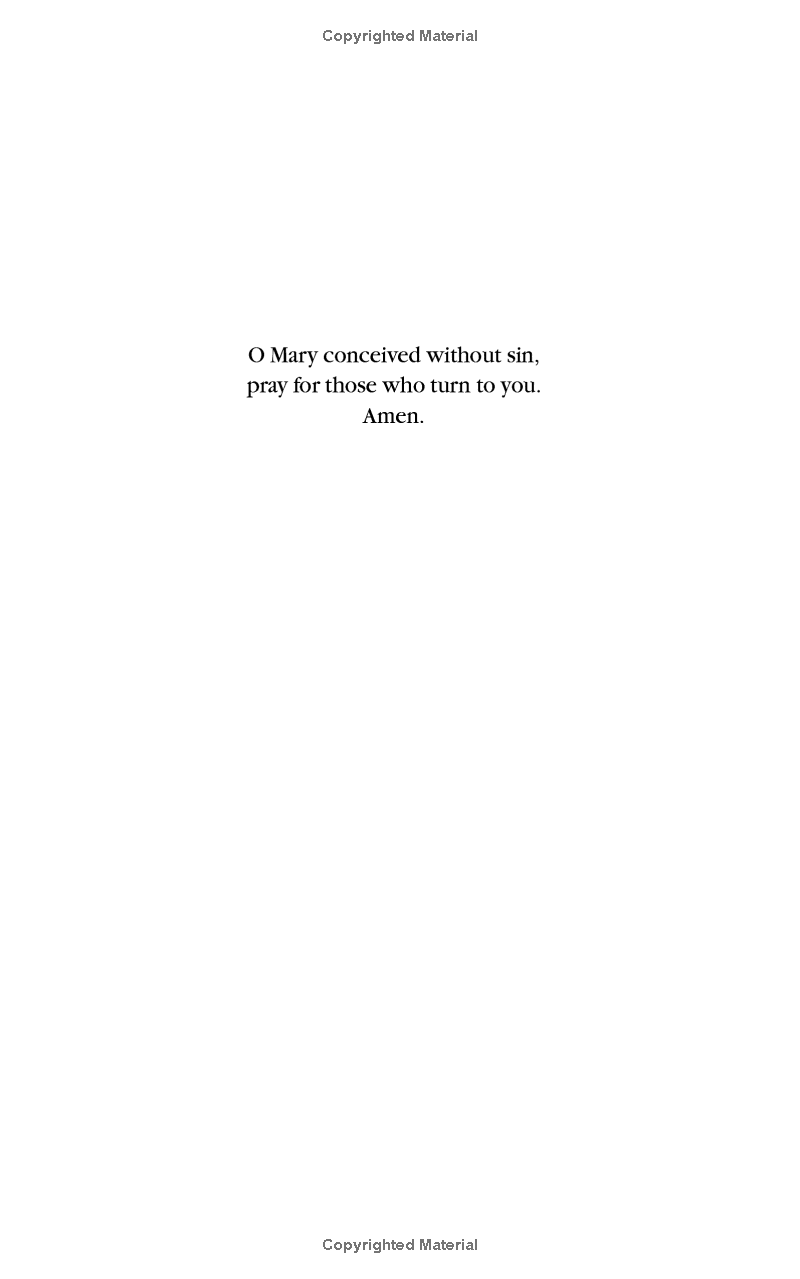 Copyrighted Material
O Mary conceived without sin,
pray for those who turn to you.
Amen.
Copyrighted Material